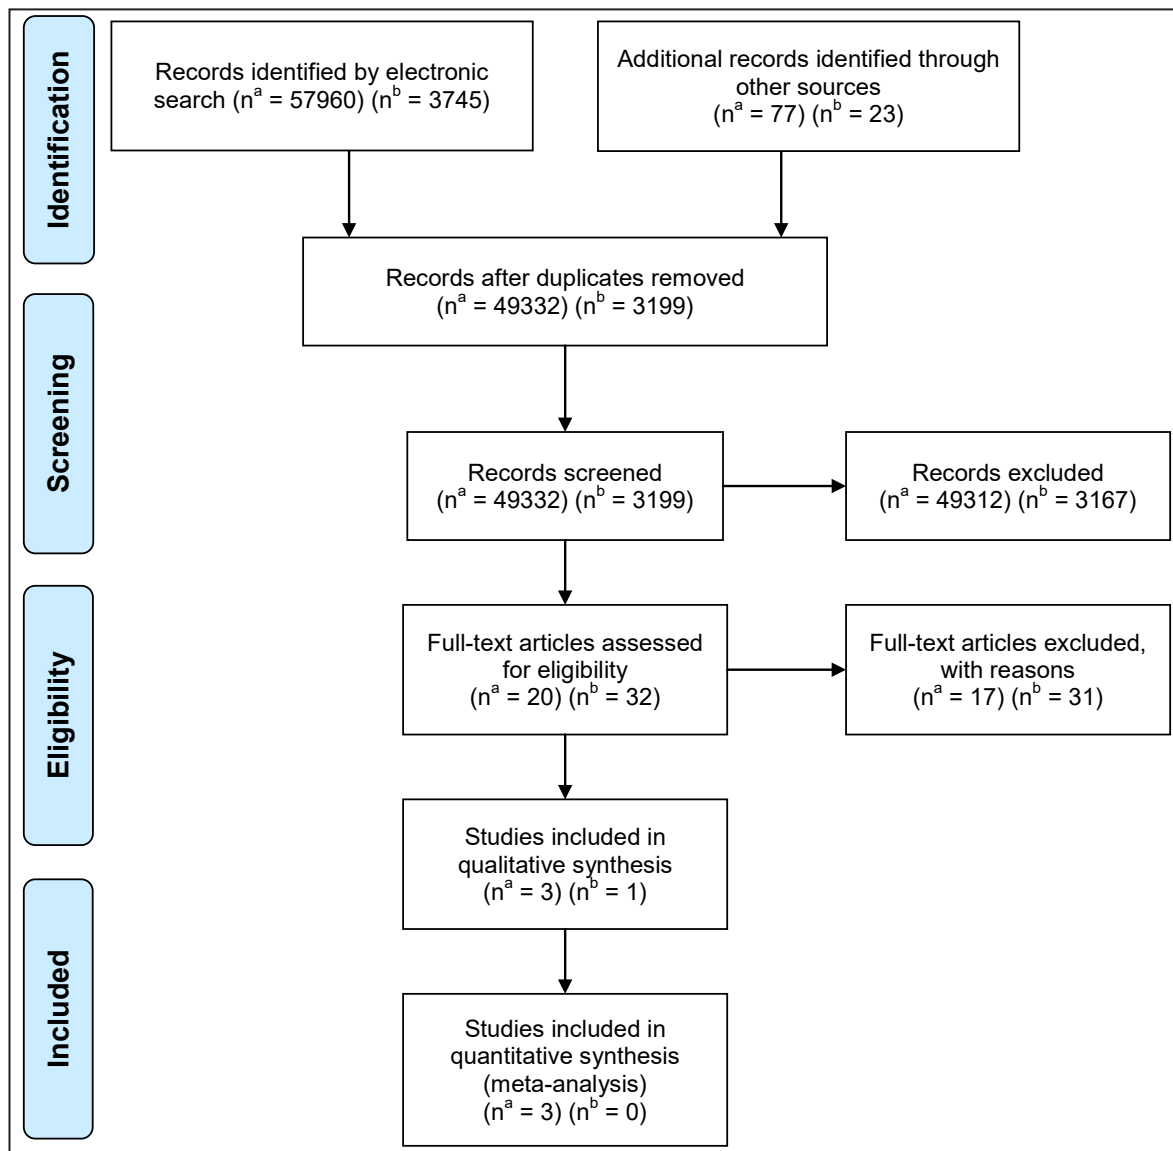 Identification
Records identified by electronic
search (nᵃ = 57960) (nᵇ = 3745)
Additional records identified through
other sources
(nᵃ = 77) (nᵇ = 23)
Records after duplicates removed
(nᵃ = 49332) (nᵇ = 3199)
Screening
Records screened
(nᵃ = 49332) (nᵇ = 3199)
Records excluded
(nᵃ = 49312) (nᵇ = 3167)
Eligibility
Full-text articles assessed
for eligibility
(nᵃ = 20) (nᵇ = 32)
Full-text articles excluded,
with reasons
(nᵃ = 17) (nᵇ = 31)
Studies included in
qualitative synthesis
(nᵃ = 3) (nᵇ = 1)
Included
Studies included in
quantitative synthesis
(meta-analysis)
(nᵃ = 3) (nᵇ = 0)